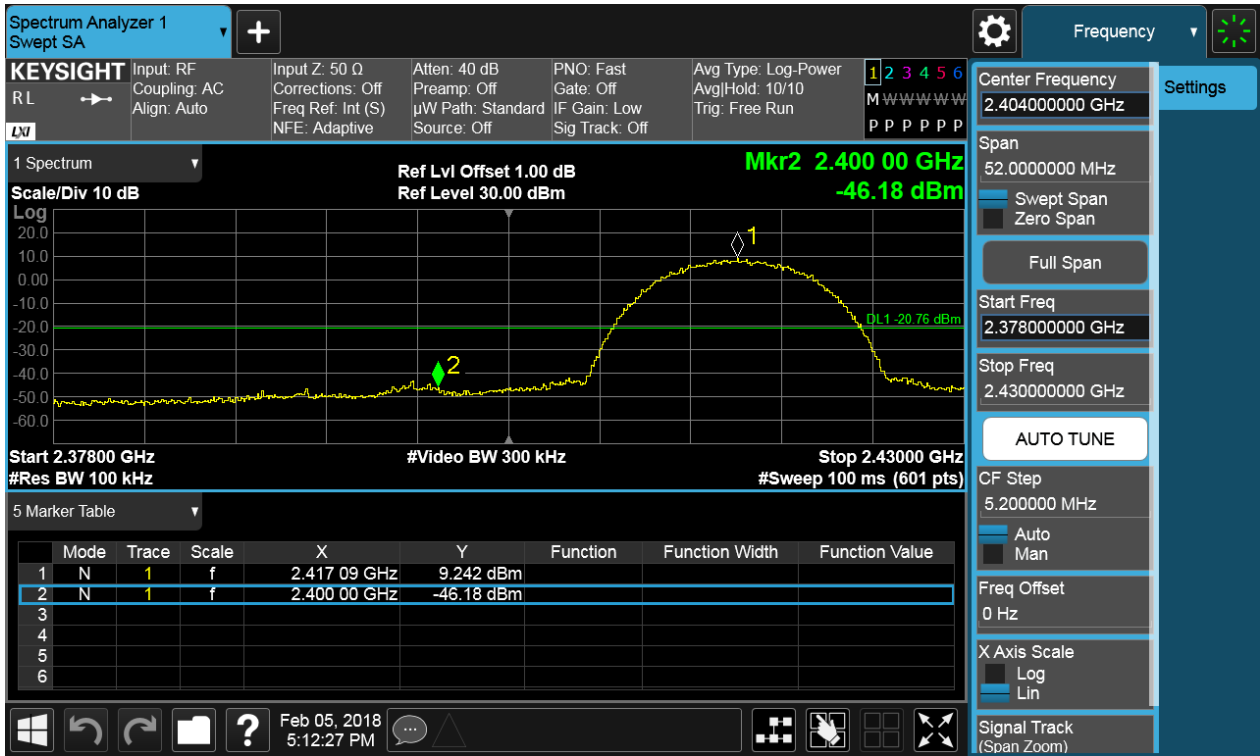 Spectrum Analyzer 1
Swept SA
+
Frequency
KEYSIGHT
RL
LXI
Input: RF
Coupling: AC
Align: Auto
Input Z: 50 Ω
Corrections: Off
Freq Ref: Int (S)
NFE: Adaptive
Atten: 40 dB
Preamp: Off
µW Path: Standard
Source: Off
PNO: Fast
Gate: Off
IF Gain: Low
Sig Track: Off
Avg Type: Log-Power
Avg|Hold: 10/10
Trig: Free Run
1 2 3 4 5 6
M W W W W W
P P P P P P
Center Frequency
2.404000000 GHz
Settings
Span
52.0000000 MHz
Swept Span
Zero Span
Full Span
Start Freq
2.378000000 GHz
Stop Freq
2.430000000 GHz
AUTO TUNE
CF Step
5.200000 MHz
Auto
Man
Freq Offset
0 Hz
X Axis Scale
Log
Lin
Signal Track
(Span Zoom)
1 Spectrum
Scale/Div 10 dB
Ref Lvl Offset 1.00 dB
Ref Level 30.00 dBm
Mkr2 2.400 00 GHz
-46.18 dBm
Log
20.0
10.0
0.00
-10.0
-20.0
-30.0
-40.0
-50.0
-60.0
1
2
DL1 -20.76 dBm
Start 2.37800 GHz
#Res BW 100 kHz
#Video BW 300 kHz
Stop 2.43000 GHz
#Sweep 100 ms (601 pts)
5 Marker Table
Mode Trace Scale X Y Function Function Width Function Value
1 N 1 f 2.417 09 GHz 9.242 dBm
2 N 1 f 2.400 00 GHz -46.18 dBm
3
4
5
6
?
Feb 05, 2018
5:12:27 PM